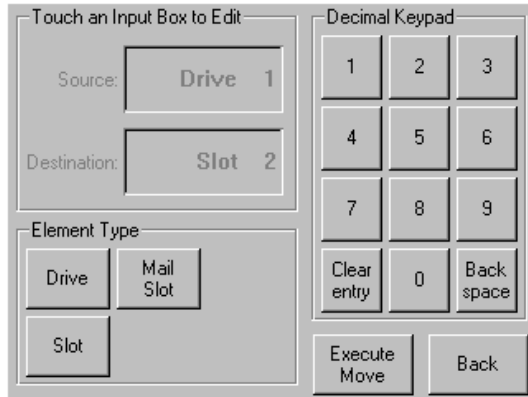 Touch an Input Box to Edit
Source: Drive 1
Destination: Slot 2
Element Type
Drive
Mail
Slot
Slot
Decimal Keypad
1 2 3
4 5 6
7 8 9
Clear
entry
0
Back
space
Execute
Move
Back